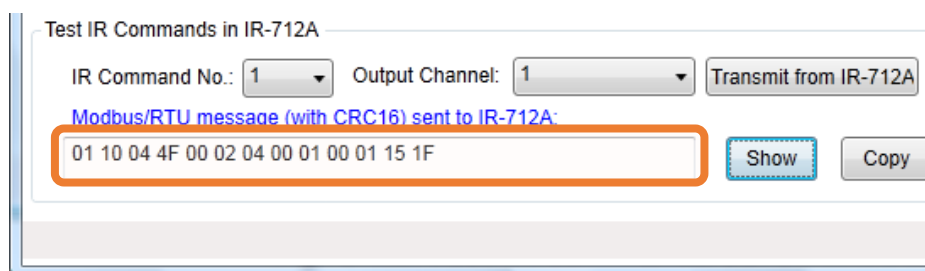 Test IR Commands in IR-712A
IR Command No.: 1 Output Channel: 1 Transmit from IR-712A
Modbus/RTU message (with CRC16) sent to IR-712A:
01 10 04 4F 00 02 04 00 01 00 01 15 1F Show Copy